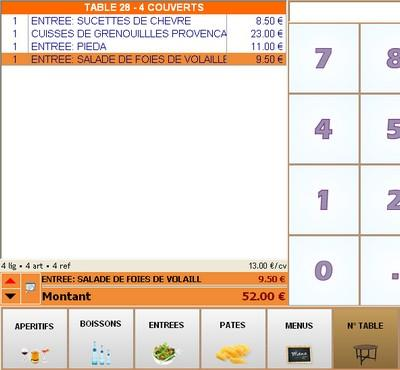 TABLE 28 - 4 COUVERTS
1 ENTREE: SUCETTES DE CHEVRE 8.50 €
1 CUISSES DE GRENOUILLLES PROVENCA 23.00 €
1 ENTREE: PIEDA 11.00 €
1 ENTREE: SALADE DE FOIES DE VOLAILLE 9.50 €
7 8
4 5
1 2
0 .
4 lig • 4 art • 4 ref 13.00 €/cv
ENTREE: SALADE DE FOIES DE VOLAILL 9.50 €
Montant 52.00 €
APERITIFS BOISSONS ENTREES PATES MENUS N° TABLE
Menu